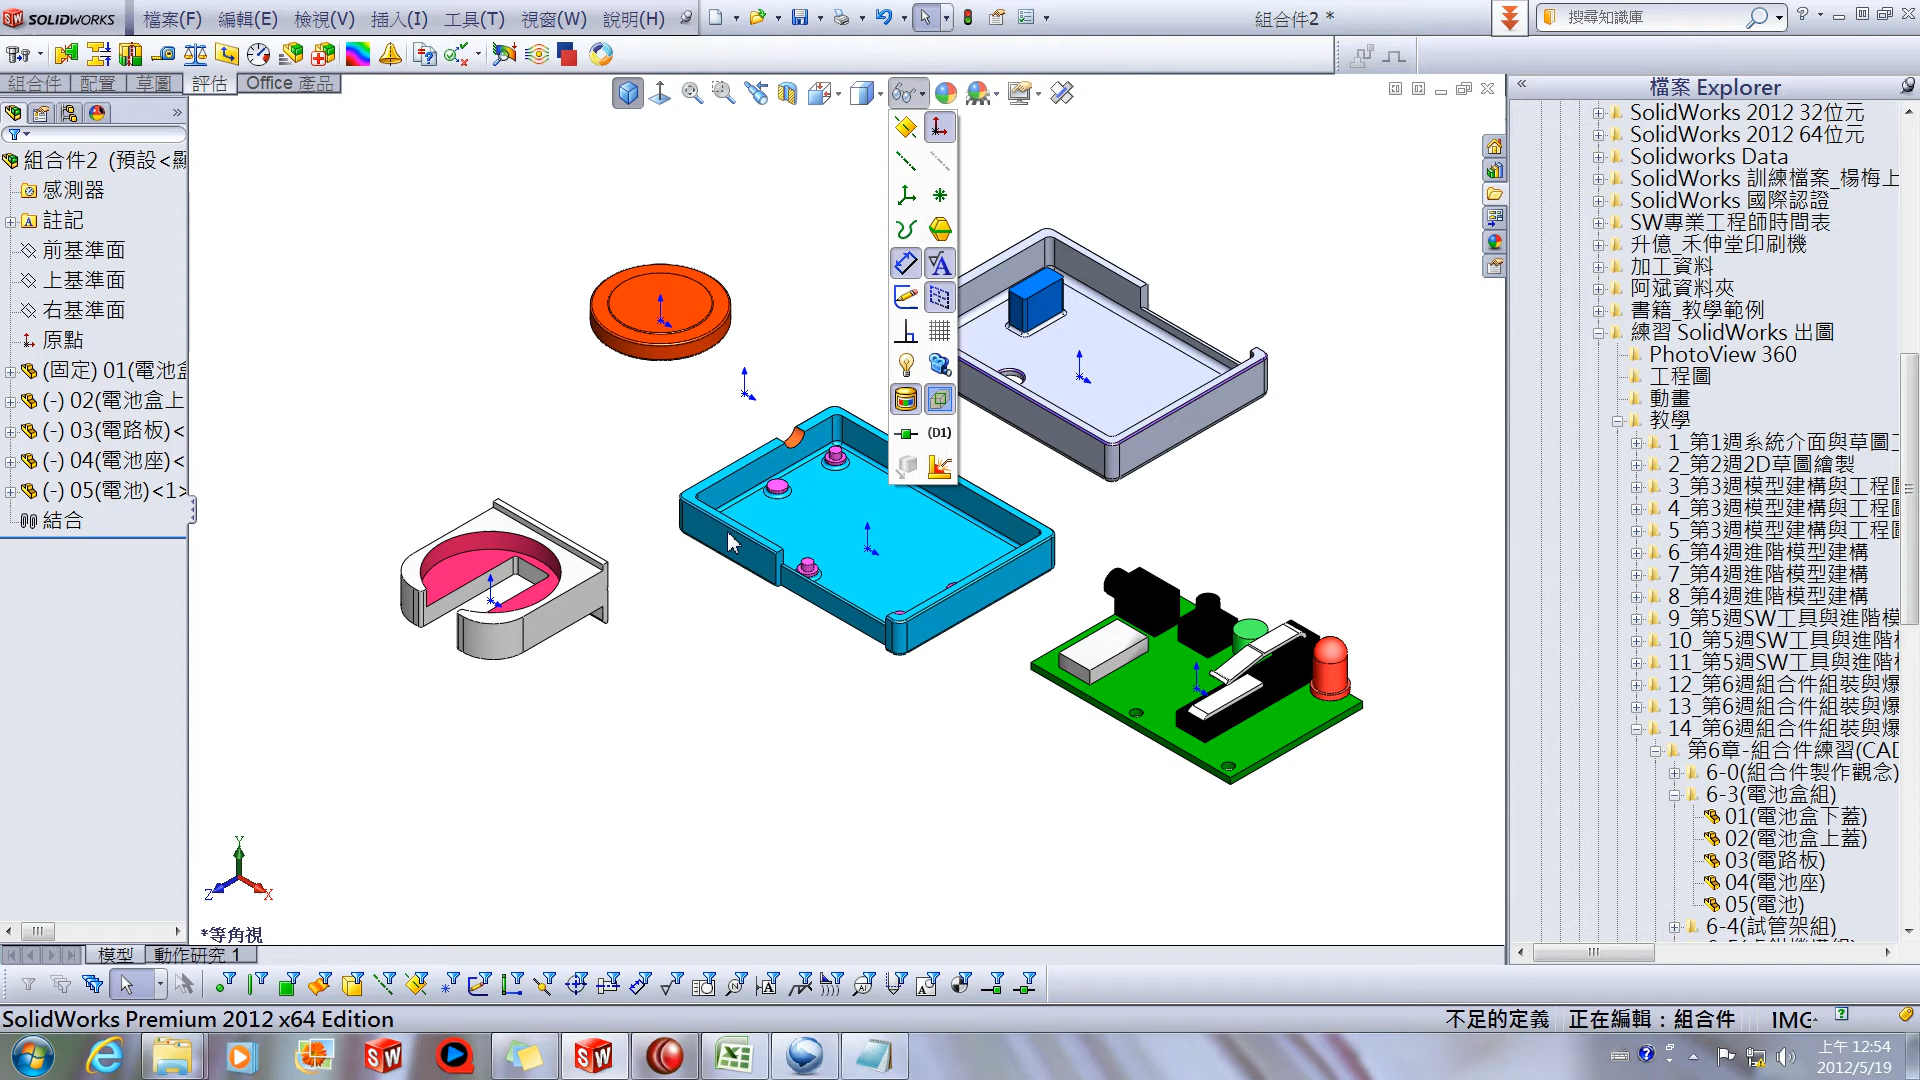 SOLIDWORKS 檔案(F) 編輯(E) 檢視(V) 插入(I) 工具(T) 視窗(W) 說明(H) 組合件2 * 搜尋知識庫
組合件 配置 草圖 評估 Office 產品
檔案 Explorer
組合件2 (預設<顯
感測器
註記
前基準面
上基準面
右基準面
原點
(固定) 01(電池盒
(-) 02(電池盒上
(-) 03(電路板)<
(-) 04(電池座)<
(-) 05(電池)<1>
結合
(D1)
SolidWorks 2012 32位元
SolidWorks 2012 64位元
Solidworks Data
SolidWorks 訓練檔案_楊梅上
SolidWorks 國際認證
SW專業工程師時間表
升億_禾伸堂印刷機
加工資料
阿斌資料夾
書籍_教學範例
練習 SolidWorks 出圖
PhotoView 360
工程圖
動畫
教學
1_第1週系統介面與草圖工
2_第2週2D草圖繪製
3_第3週模型建構與工程圖
4_第3週模型建構與工程圖
5_第3週模型建構與工程圖
6_第4週進階模型建構
7_第4週進階模型建構
8_第4週進階模型建構
9_第5週SW工具與進階模
10_第5週SW工具與進階模
11_第5週SW工具與進階模
12_第6週組合件組裝與爆
13_第6週組合件組裝與爆
14_第6週組合件組裝與爆
第6章-組合件練習(CAD
6-0(組合件製作觀念)
6-3(電池盒組)
01(電池盒下蓋)
02(電池盒上蓋)
03(電路板)
04(電池座)
05(電池)
6-4(試管架組)
Y
Z X
*等角視
模型 動作研究 1
SolidWorks Premium 2012 x64 Edition 不足的定義 正在編輯：組合件 IMG
上午 12:54
2012/5/19